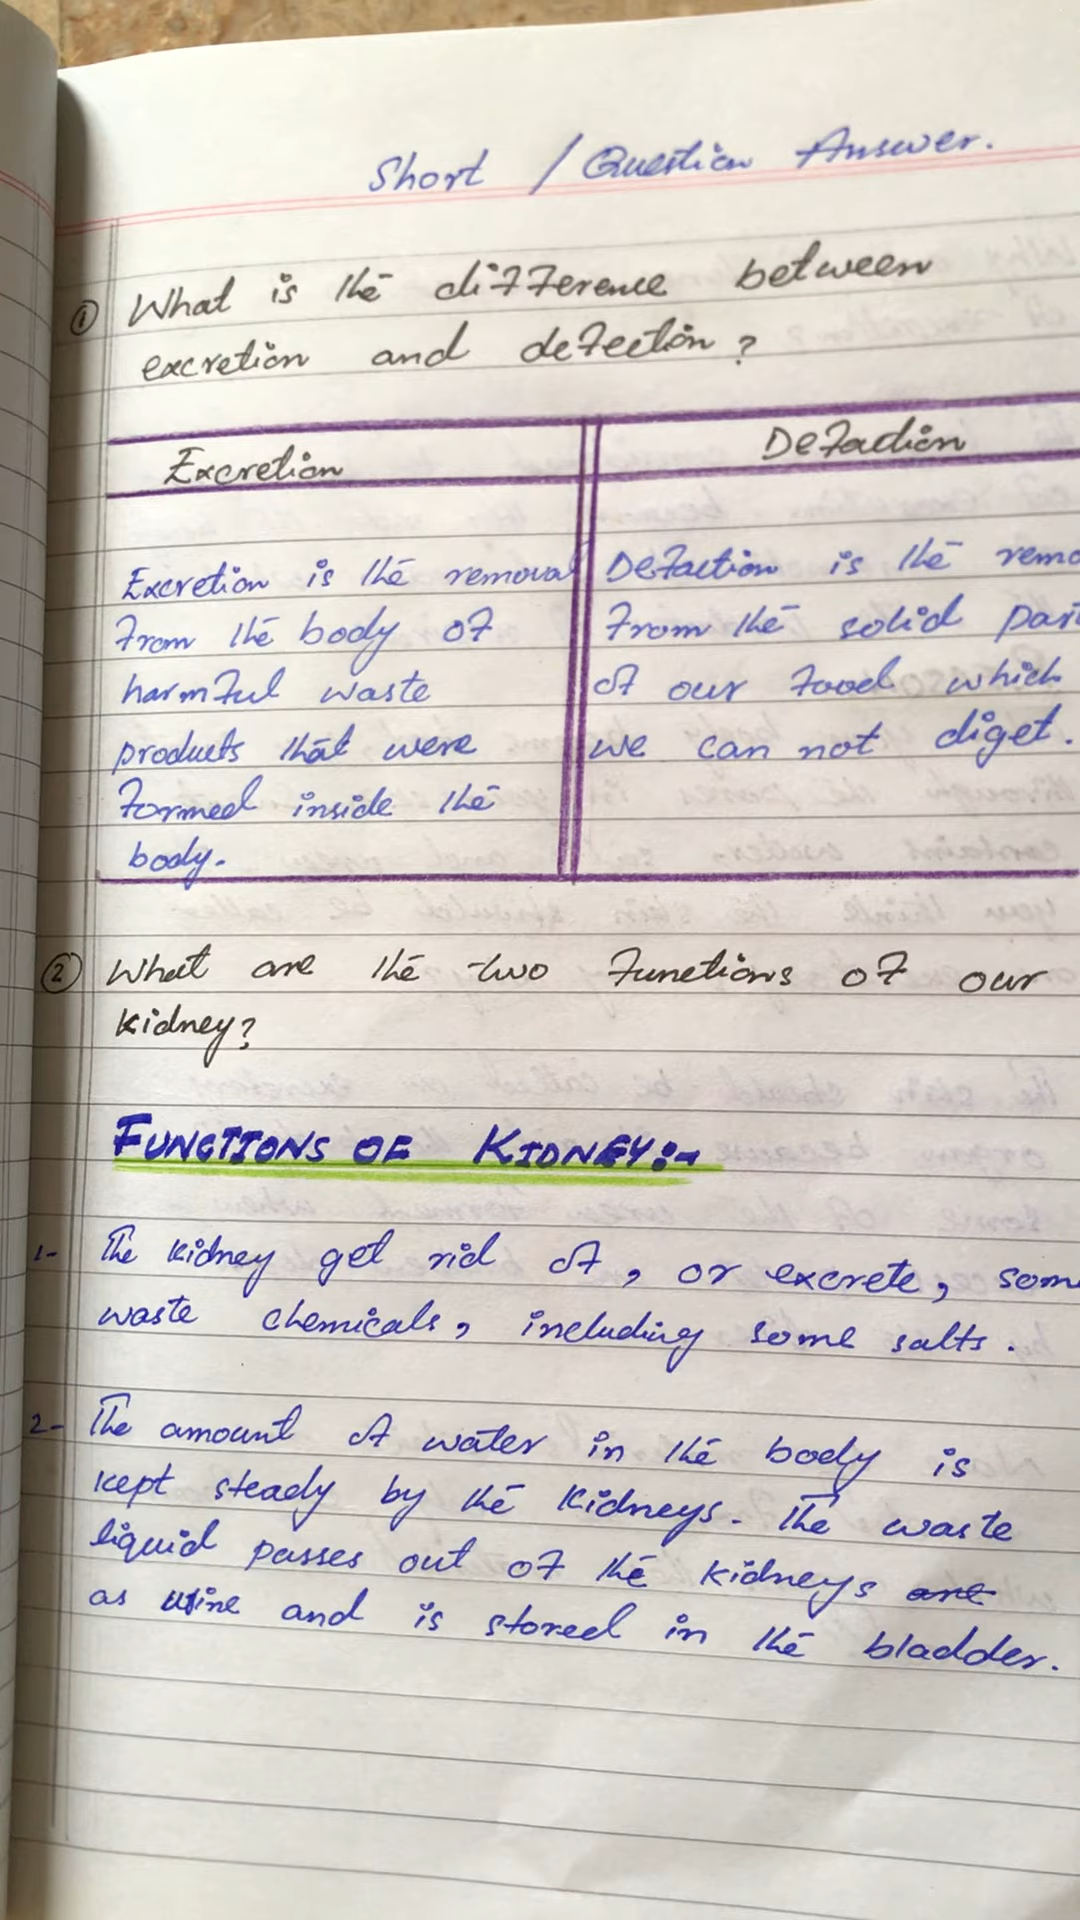 Short / Question Answer.
① What is the difference between
excretion and defection?
Excretion
Defaction
Excretion is the removal
from the body of
harmful waste
products that were
formed inside the
body.
Defaction is the remo
from the solid part
of our food which
we can not diget.
② What are the two functions of our
kidney?
FUNCTIONS OF KIDNEY:-
1- The kidney get rid of, or excrete, some
waste chemicals, including some salts.
2- The amount of water in the body is
kept steady by the kidneys. The waste
liquid passes out of the kidneys are
as urine and is stored in the bladder.